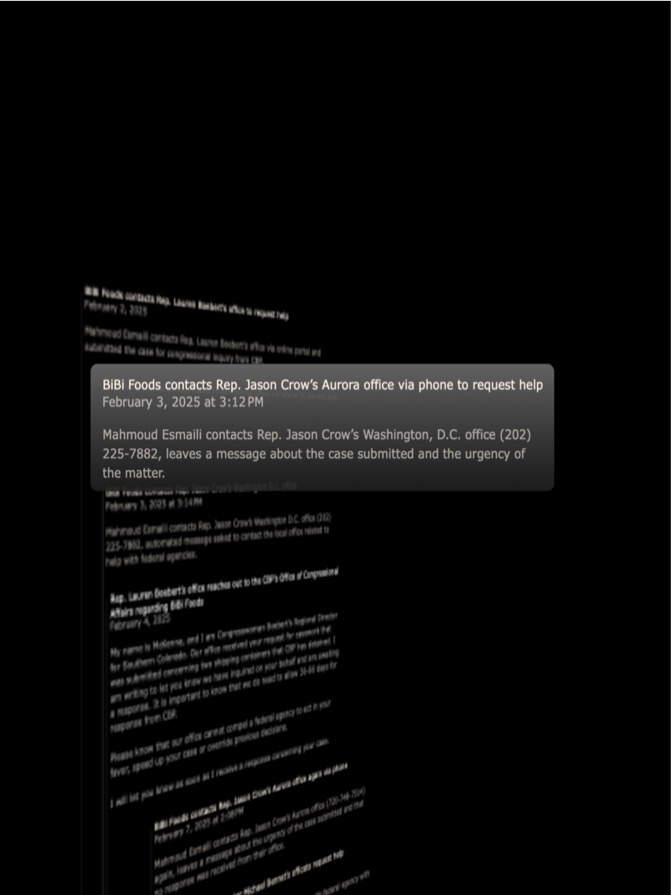 BiBi Foods contacts Rep. Lauren Boebert's office to request help
February 2, 2025
Mahmoud Esmaili contacts Rep. Lauren Boebert's office via online portal and
submitted the case for congressional inquiry from CBP.
BiBi Foods contacts Rep. Jason Crow’s Aurora office via phone to request help
February 3, 2025 at 3:12 PM
Mahmoud Esmaili contacts Rep. Jason Crow’s Washington, D.C. office (202)
225-7882, leaves a message about the case submitted and the urgency of
the matter.
BiBi Foods contacts Rep. Jason Crow's Washington D.C. office
February 3, 2025 at 3:14 PM
Mahmoud Esmaili contacts Rep. Jason Crow's Washington D.C. office (202)
225-7882, automated message asked to contact the local office related to
help with federal agencies.
Rep. Lauren Boebert's office reaches out to the CBP's Office of Congressional
Affairs regarding BiBi Foods
February 4, 2025
My name is McKenna, and I am Congresswoman Boebert's Regional Director
for Southern Colorado. Our office received your request for casework that
was submitted concerning two shipping containers that CBP has detained. I
am writing to let you know we have inquired on your behalf and are awaiting
a response. It is important to know that we do need to allow days for
response from CBP.
Please know that our office cannot compel a federal agency to act in your
favor, speed up your case or override previous decisions.
I will let you know as soon as I receive a response concerning your case.
BiBi Foods contacts Rep. Jason Crow's Aurora office again via phone
February 7, 2025 at
Mahmoud Esmaili contacts Rep. Jason Crow's Aurora office
again, leaves a message about the urgency of the case submitted and that
no response was received from their office.
Michael Bennet's office to request help
federal agency with